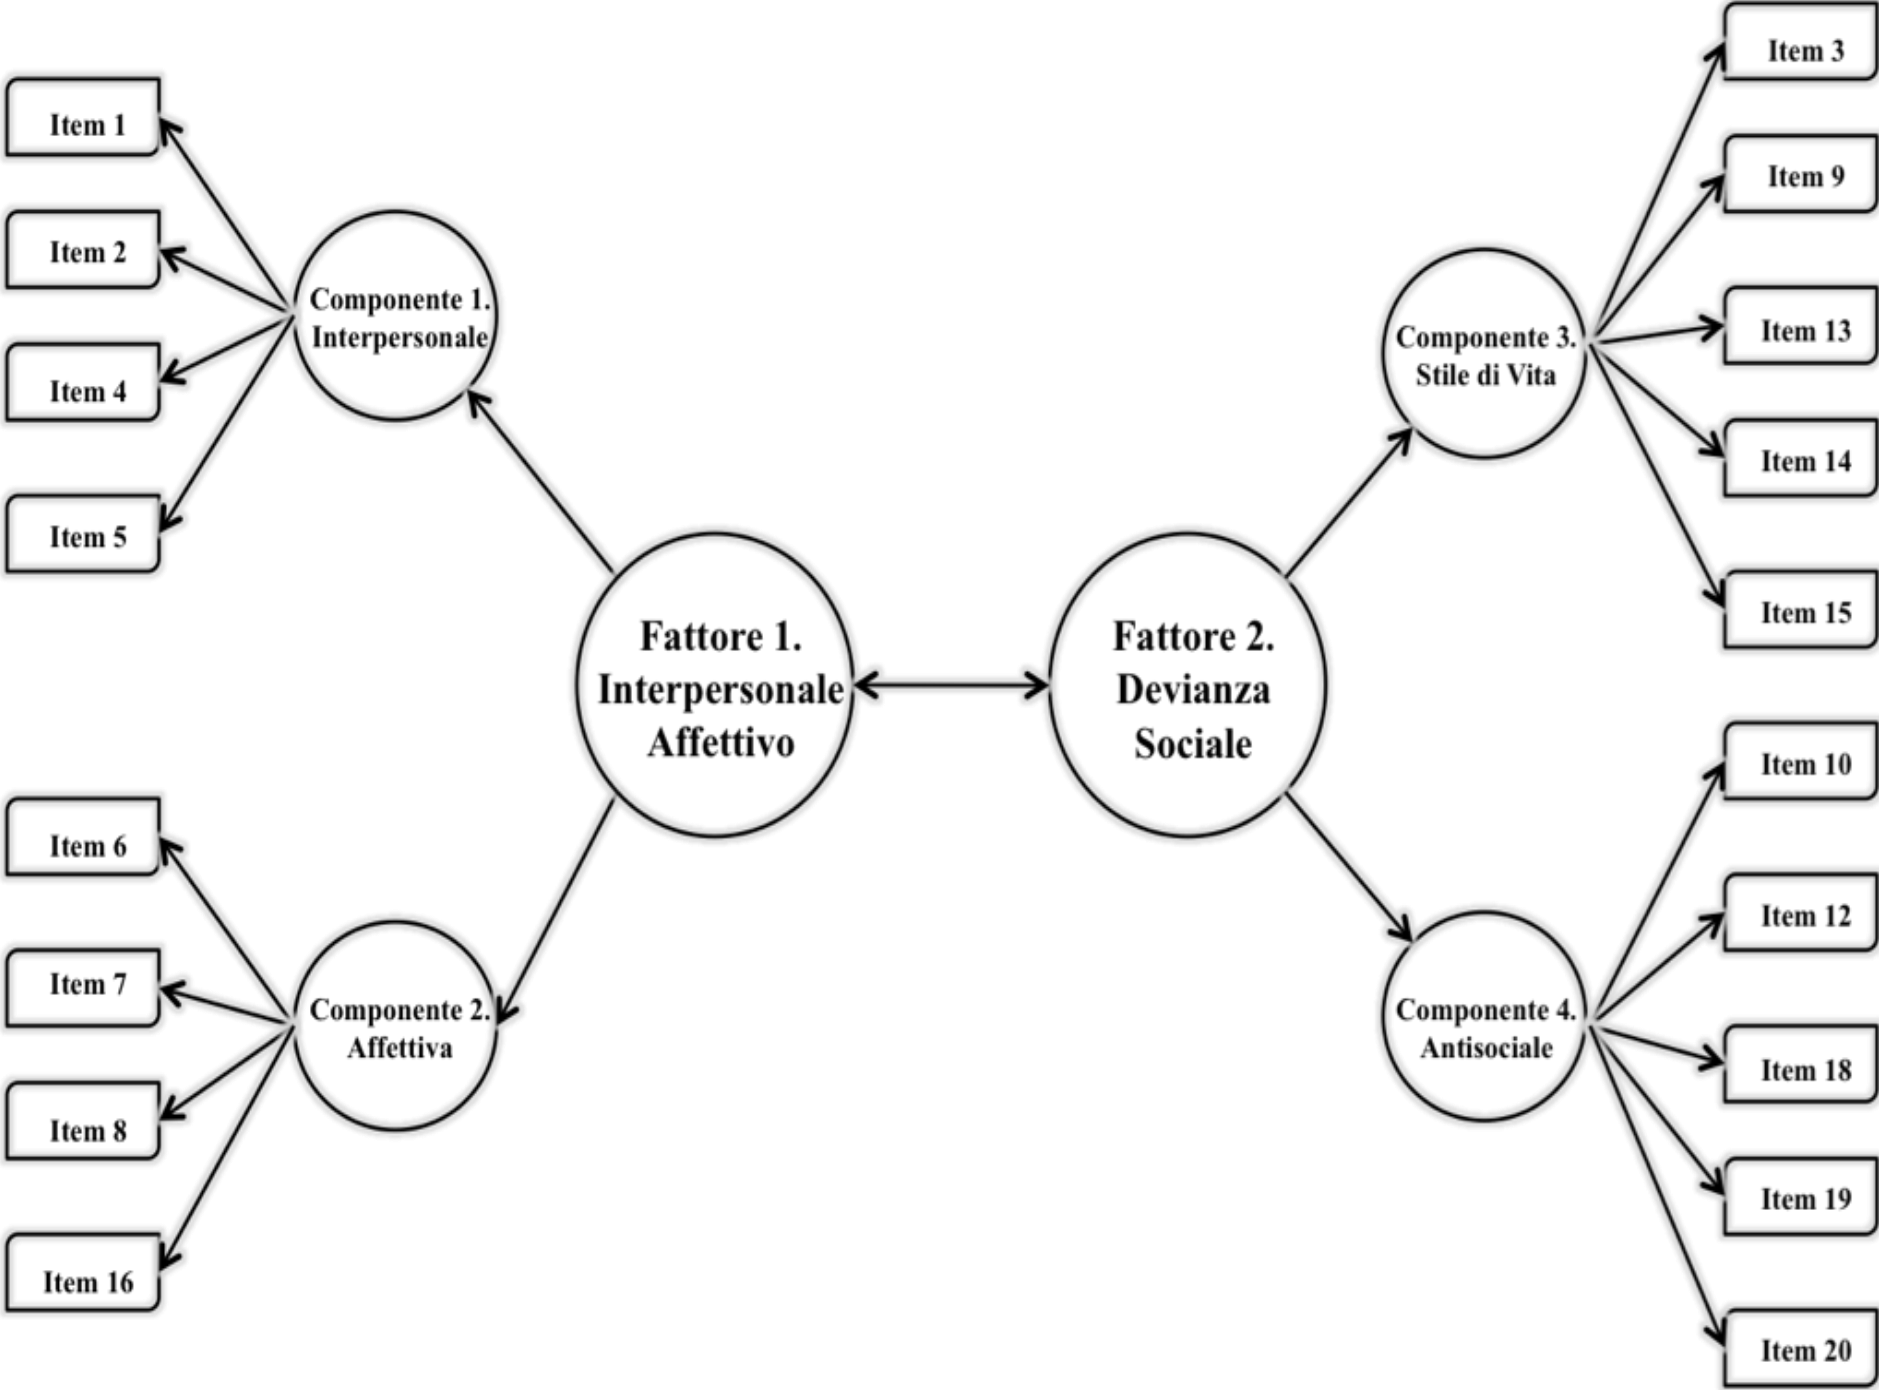 Item 1
Item 2
Item 4
Item 5
Componente 1.
Interpersonale
Item 6
Item 7
Item 8
Item 16
Componente 2.
Affettiva
Fattore 1.
Interpersonale
Affettivo
Fattore 2.
Devianza
Sociale
Componente 3.
Stile di Vita
Item 3
Item 9
Item 13
Item 14
Item 15
Componente 4.
Antisociale
Item 10
Item 12
Item 18
Item 19
Item 20